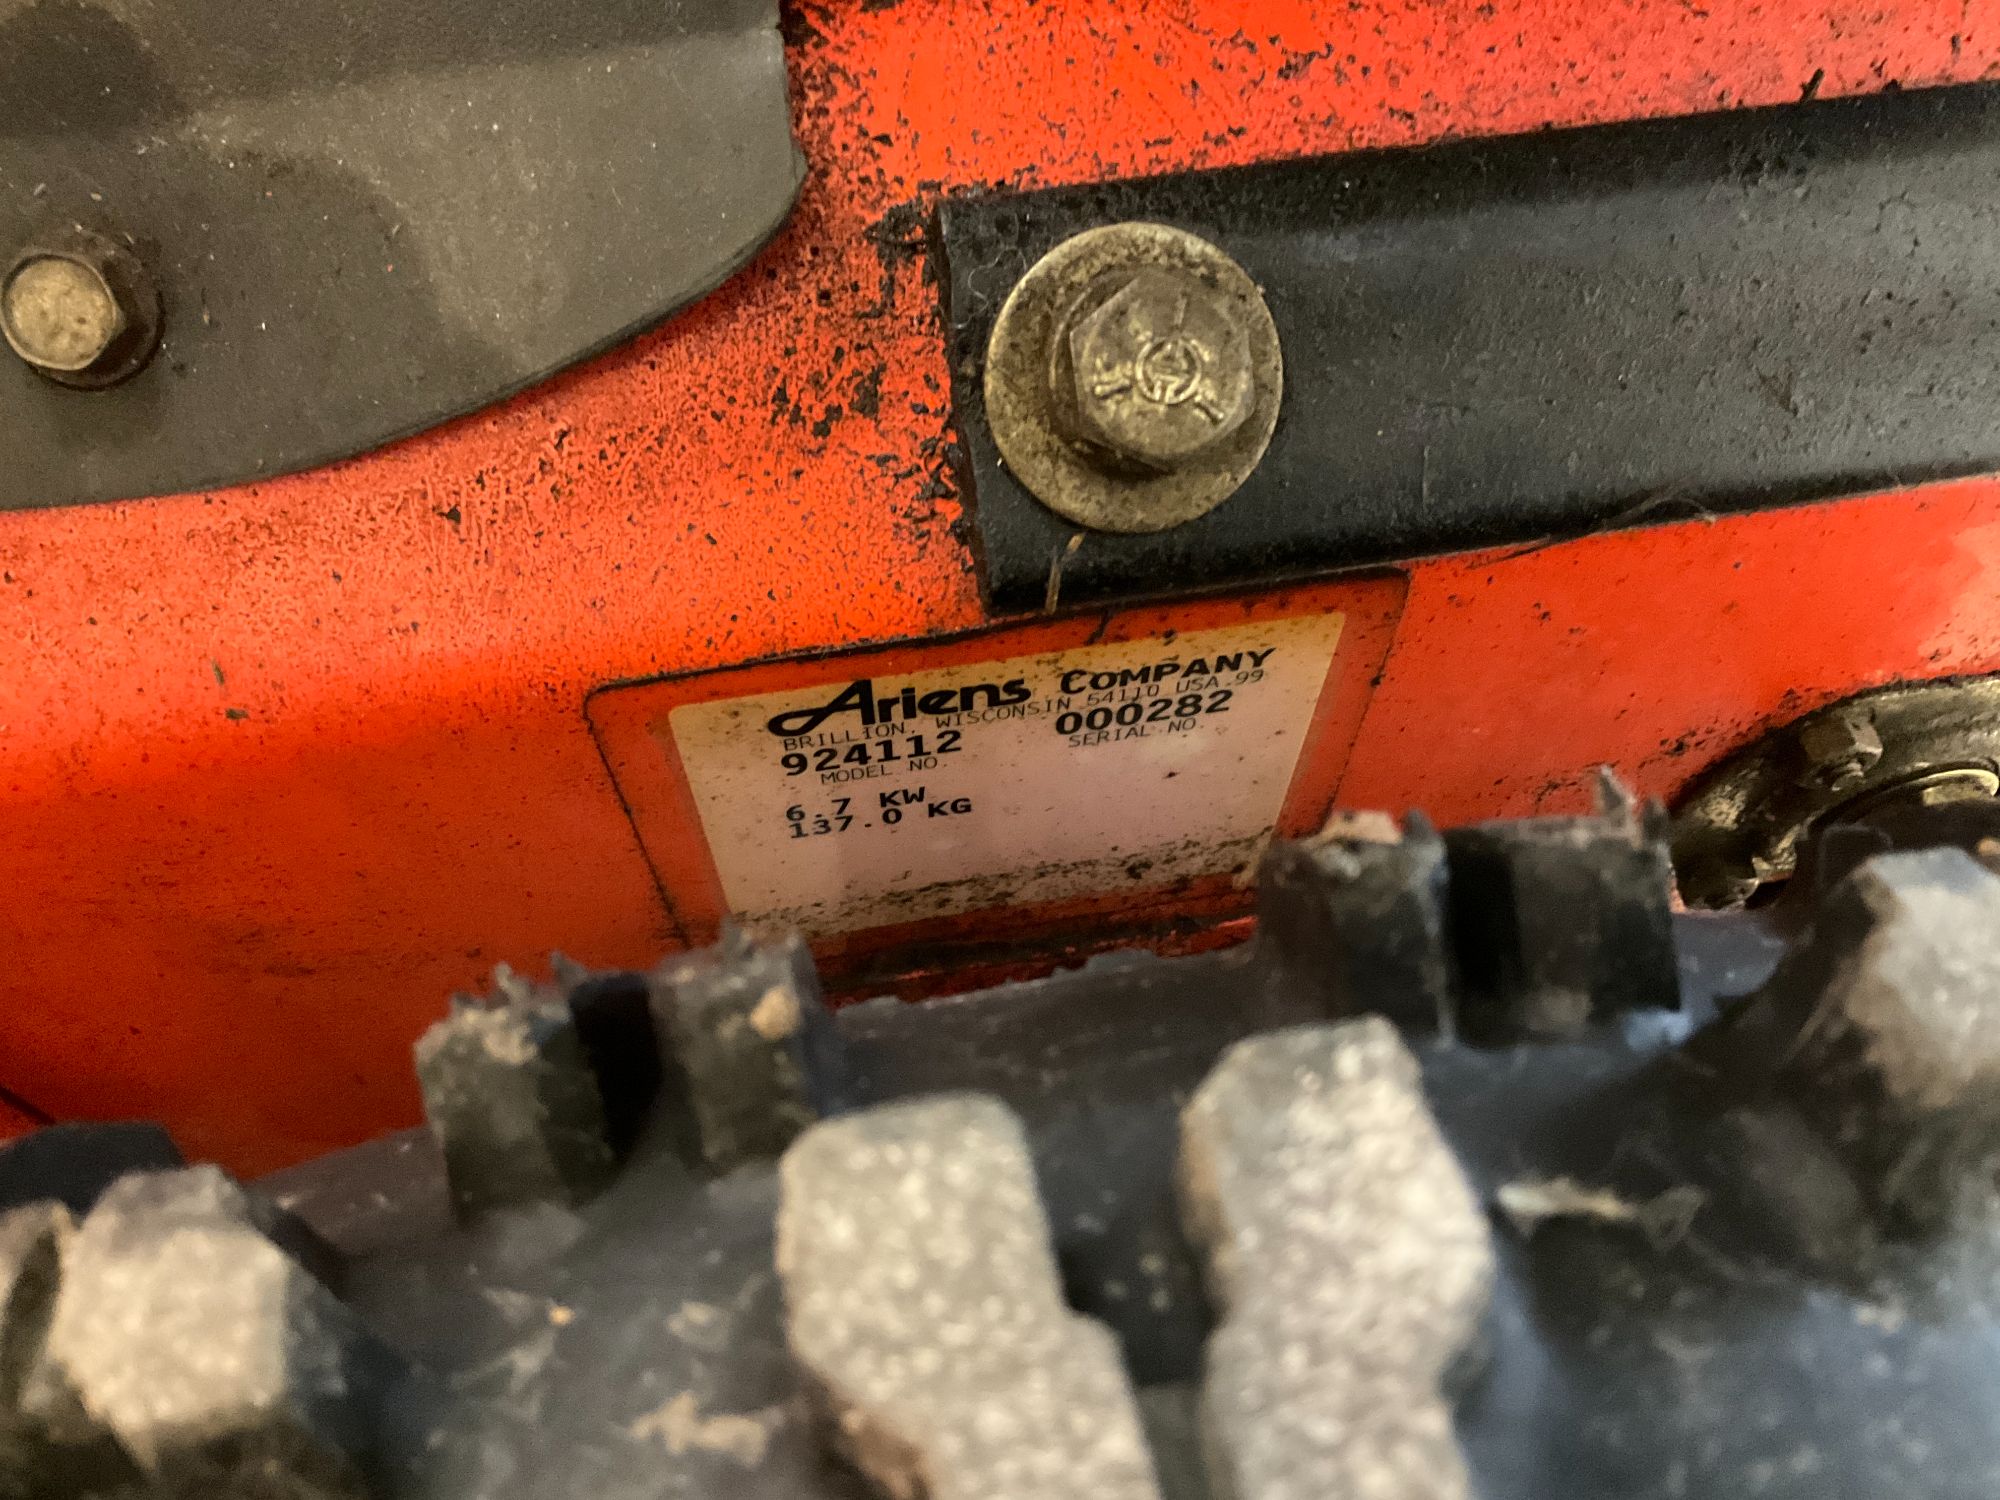 Ariens COMPANY
BRILLION, WISCONSIN 54110 USA 99
924112 000282
MODEL NO. SERIAL NO.
6.7 KW
137.0 KG